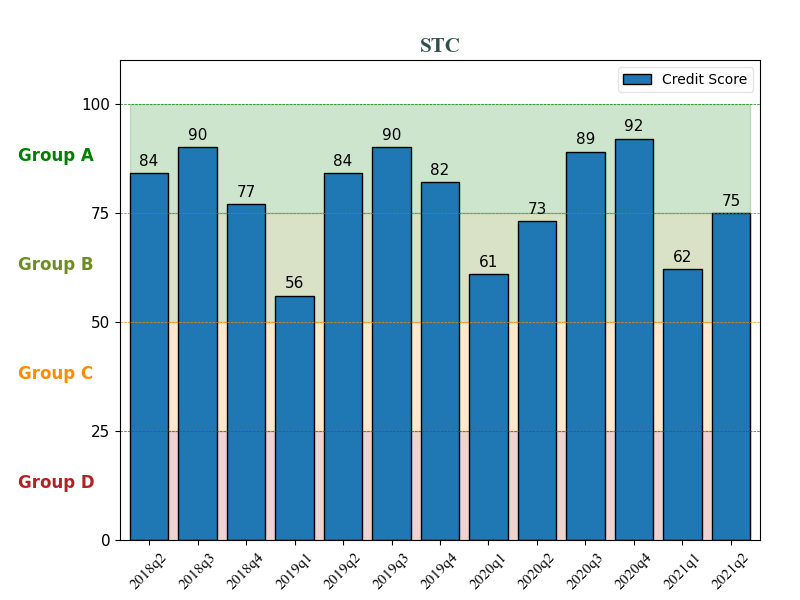 STC
Credit Score
100
75
50
25
0
Group A
Group B
Group C
Group D
84
90
77
56
84
90
82
61
73
89
92
62
75
2018q2
2018q3
2018q4
2019q1
2019q2
2019q3
2019q4
2020q1
2020q2
2020q3
2020q4
2021q1
2021q2